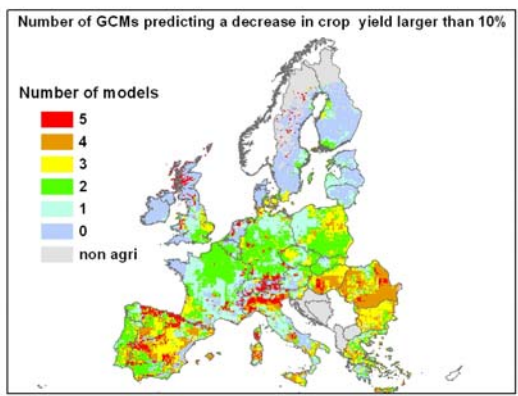 Number of GCMs predicting a decrease in crop yield larger than 10%
Number of models
5
4
3
2
1
0
non agri